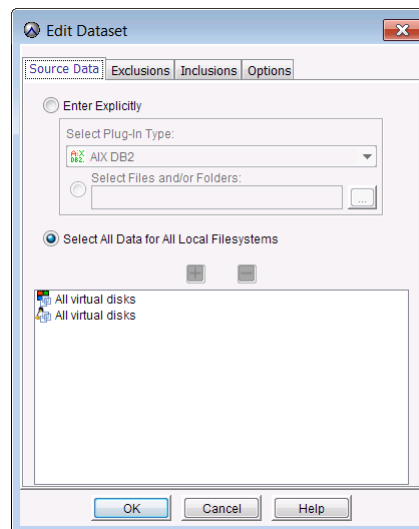 Edit Dataset
Source Data Exclusions Inclusions Options
Enter Explicitly
Select Plug-In Type:
AIX DB2 AIX DB2
Select Files and/or Folders:
...
Select All Data for All Local Filesystems
All virtual disks
All virtual disks
OK Cancel Help